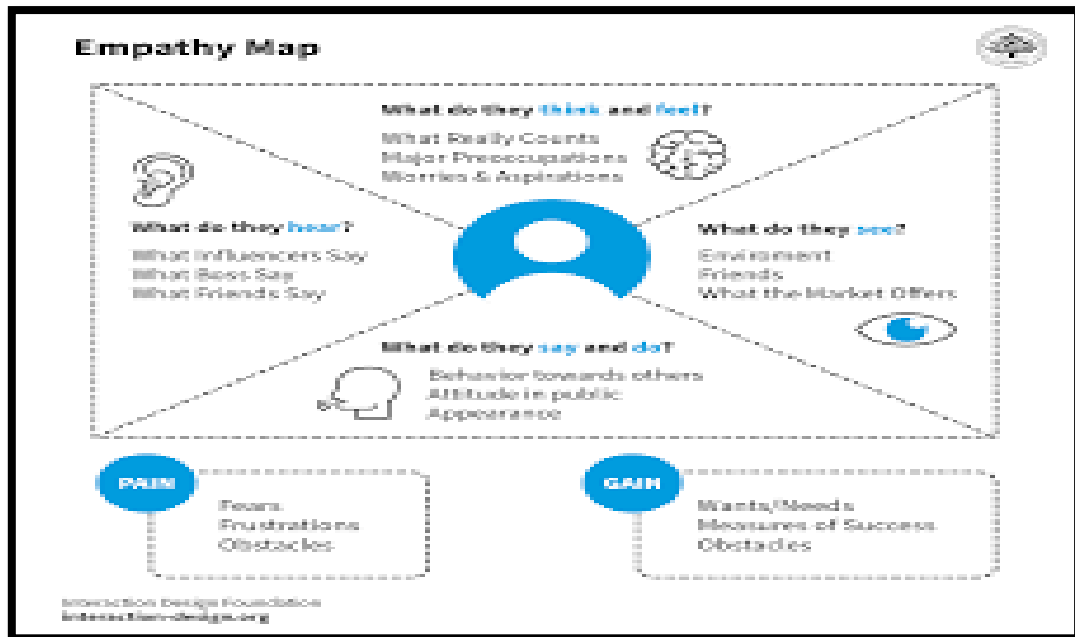 Empathy Map
What do they think and feel?
What Really Counts
Major Preoccupations
Worries & Aspirations
What do they hear?
What Influencers Say
What Boss Say
What Friends Say
What do they see?
Enviroment
Friends
What the Market Offers
What do they say and do?
Behavior towards others
Attitude in public
Appearance
PAIN
Fears
Frustrations
Obstacles
GAIN
Wants/Needs
Measures of Success
Obstacles
Interaction Design Foundation
interaction-design.org